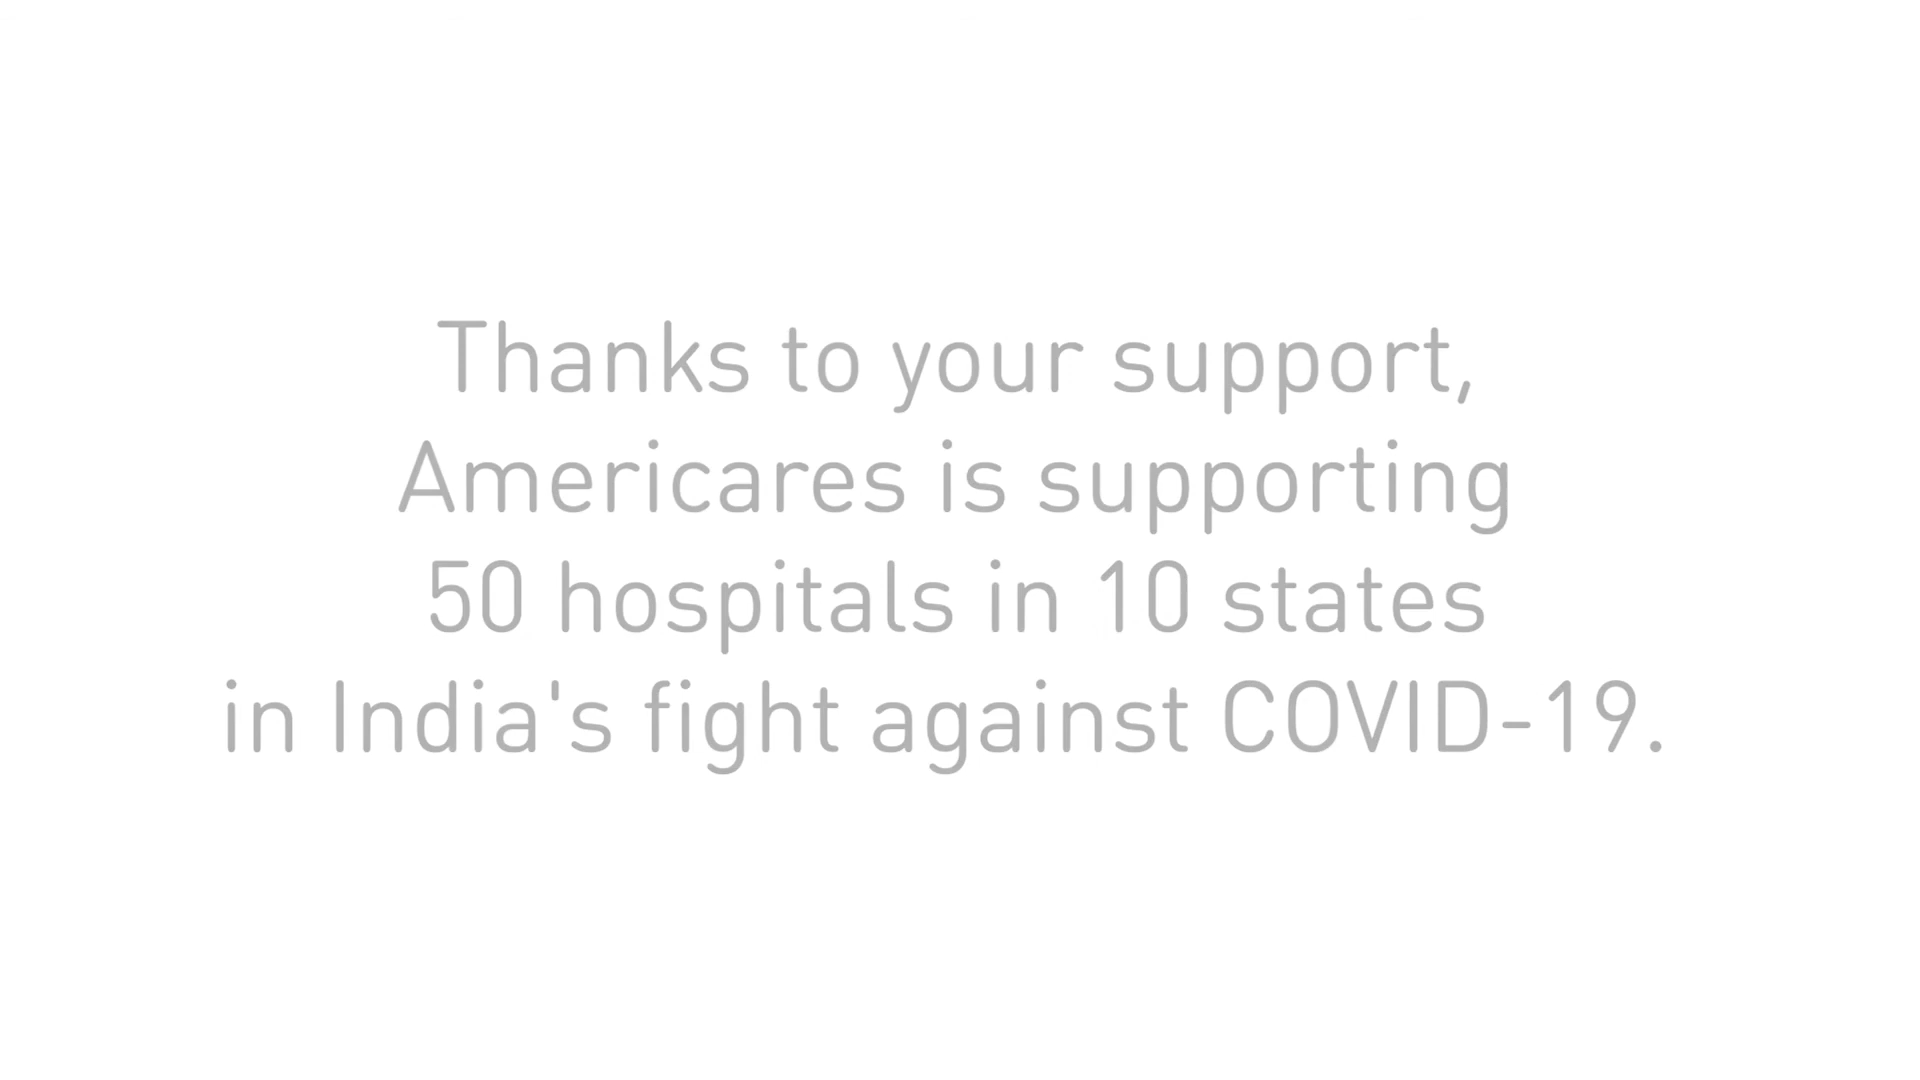 Thanks to your support,
Americares is supporting
50 hospitals in 10 states
in India's fight against COVID-19.